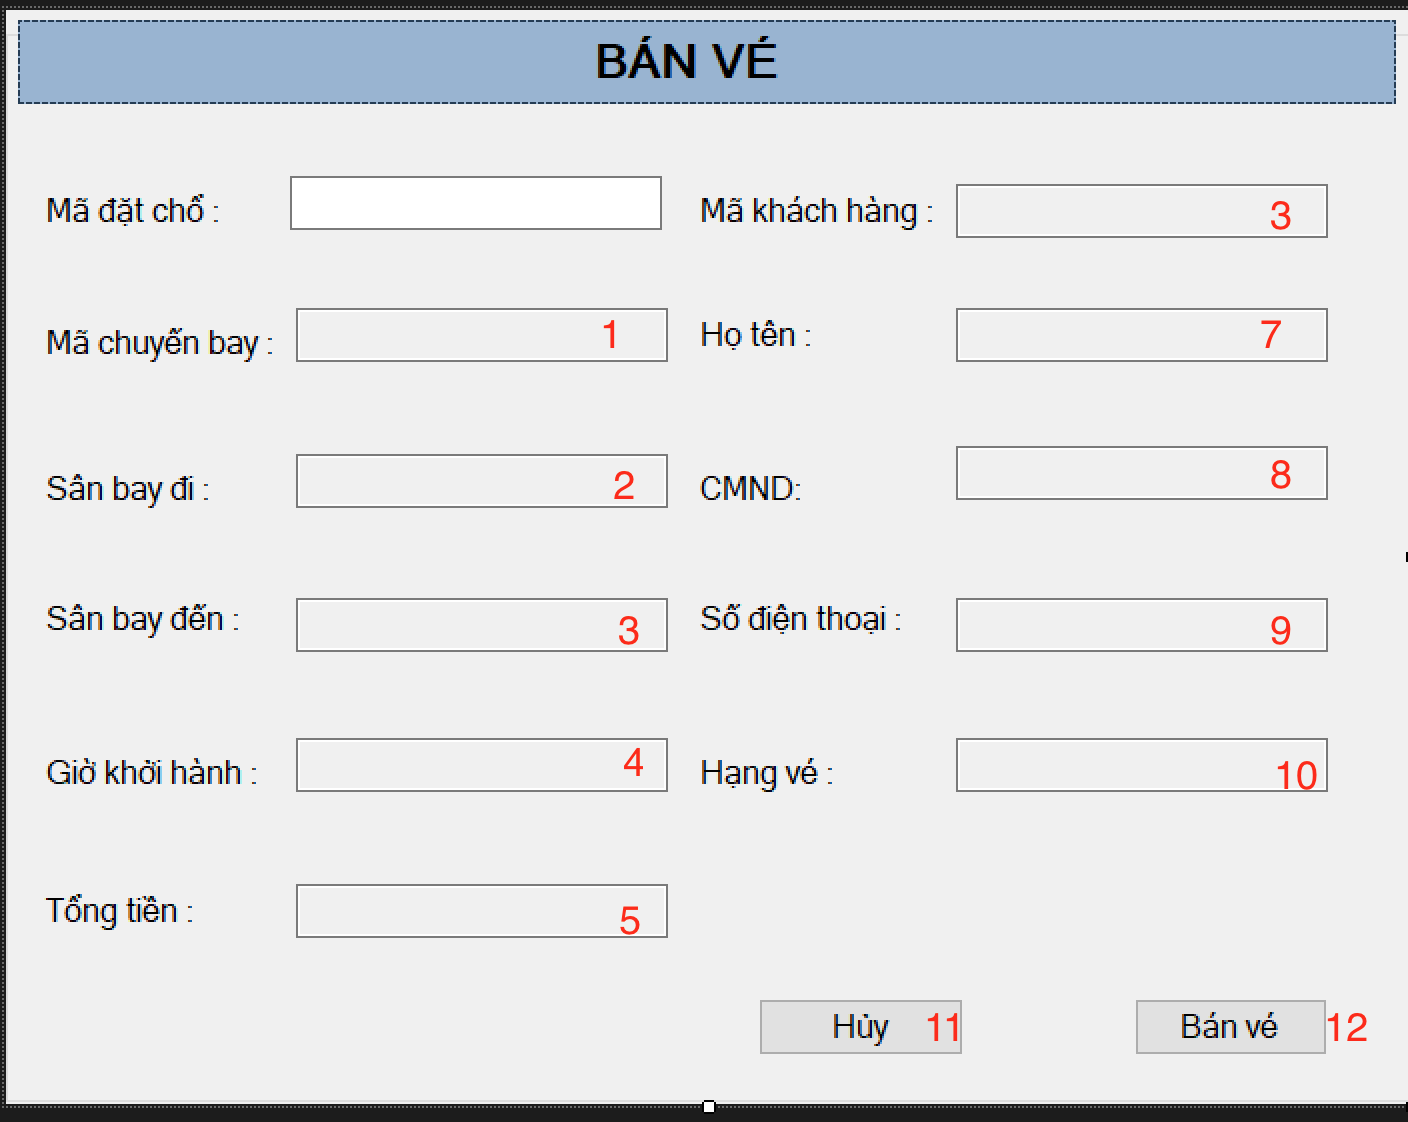 BÁN VÉ
Mã đặt chổ :
Mã khách hàng : 3
Mã chuyến bay : 1
Họ tên : 7
Sân bay đi : 2
CMND: 8
Sân bay đến : 3
Số điện thoại : 9
Giờ khởi hành : 4
Hạng vé : 10
Tổng tiền : 5
Hủy 11
Bán vé 12